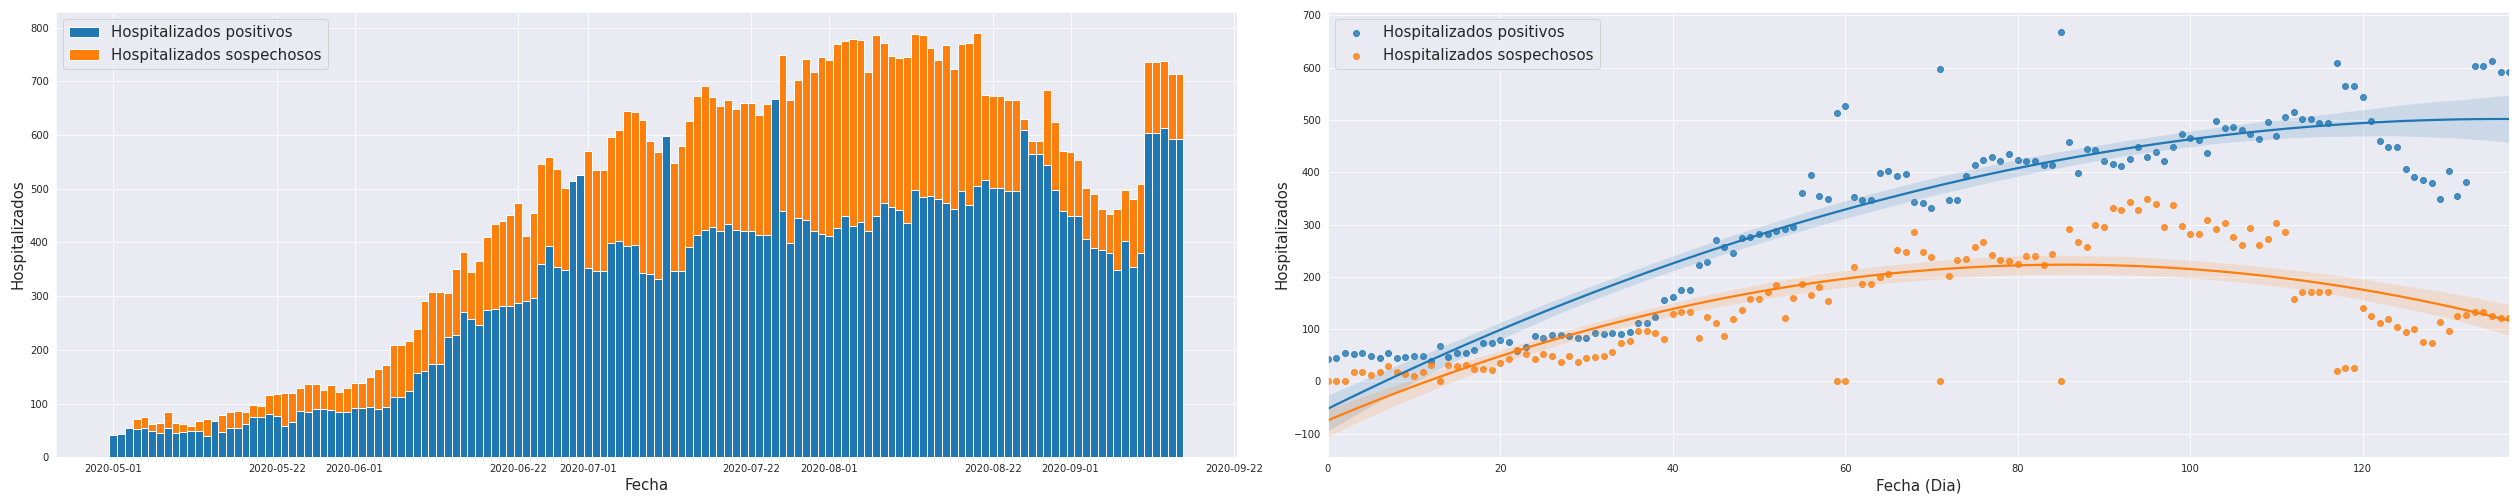 Hospitalizados positivos
Hospitalizados sospechosos
Hospitalizados
800
700
600
500
400
300
200
100
0
2020-05-01 2020-05-22 2020-06-01 2020-06-22 2020-07-01 2020-07-22 2020-08-01 2020-08-22 2020-09-01 2020-09-22
Fecha
Hospitalizados positivos
Hospitalizados sospechosos
Hospitalizados
700
600
500
400
300
200
100
0
−100
0 20 40 60 80 100 120
Fecha (Dia)